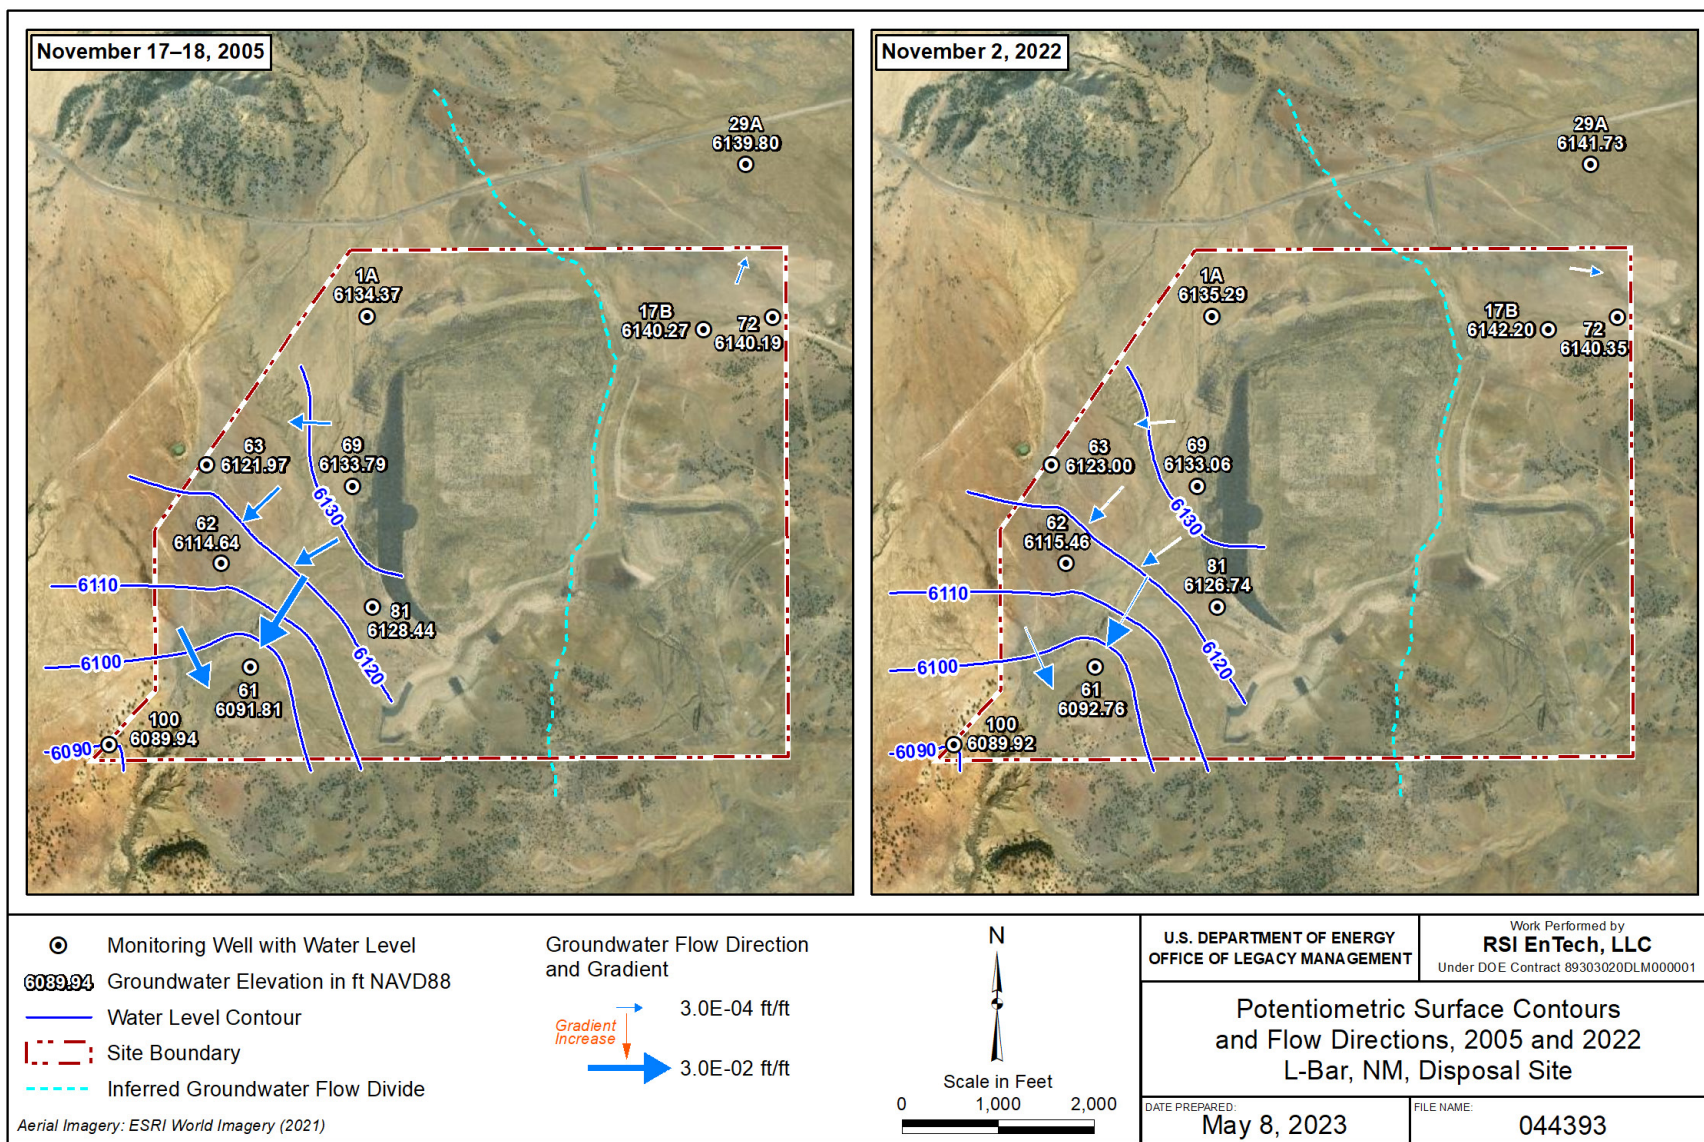 November 17–18, 2005
29A
6139.80
1A
6134.37
17B
6140.27
72
6140.19
63
6121.97
69
6133.79
6130
62
6114.64
6110
81
6128.44
6120
6100
61
6091.81
100
6089.94
6090
November 2, 2022
29A
6141.73
1A
6135.29
17B
6142.20
72
6140.35
63
6123.00
69
6133.06
6130
62
6115.46
6110
81
6126.74
6120
6100
61
6092.76
100
6089.92
6090
Monitoring Well with Water Level
6089.94 Groundwater Elevation in ft NAVD88
Water Level Contour
Site Boundary
Inferred Groundwater Flow Divide
Aerial Imagery: ESRI World Imagery (2021)
Groundwater Flow Direction
and Gradient
3.0E-04 ft/ft
Gradient
Increase
3.0E-02 ft/ft
N
Scale in Feet
0 1,000 2,000
U.S. DEPARTMENT OF ENERGY
OFFICE OF LEGACY MANAGEMENT
Work Performed by
RSI EnTech, LLC
Under DOE Contract 89303020DLM000001
Potentiometric Surface Contours
and Flow Directions, 2005 and 2022
L-Bar, NM, Disposal Site
DATE PREPARED:
May 8, 2023
FILE NAME:
044393